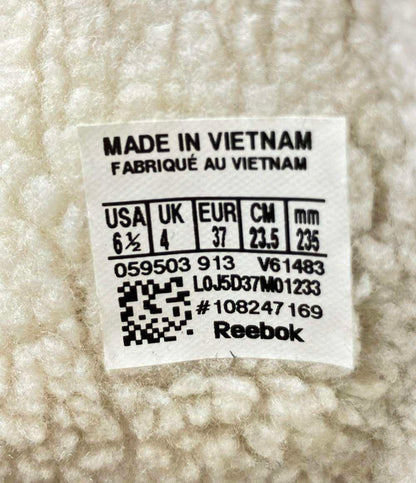 MADE IN VIETNAM
FABRIQUÉ AU VIETNAM
USA UK EUR CM mm
6½ 4 37 23.5 235
059503 913 V61483
L0J5D37M01233
#108247169
Reebok